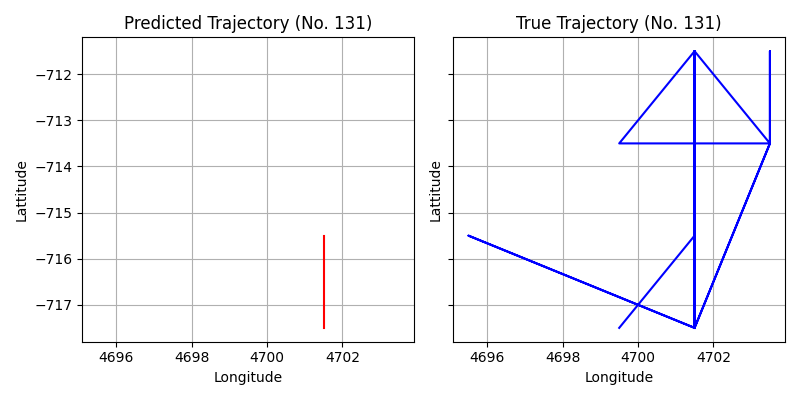 Predicted Trajectory (No. 131)
True Trajectory (No. 131)
Lattitude
−712
−713
−714
−715
−716
−717
4696
4698
4700
4702
Longitude
Lattitude
4696
4698
4700
4702
Longitude